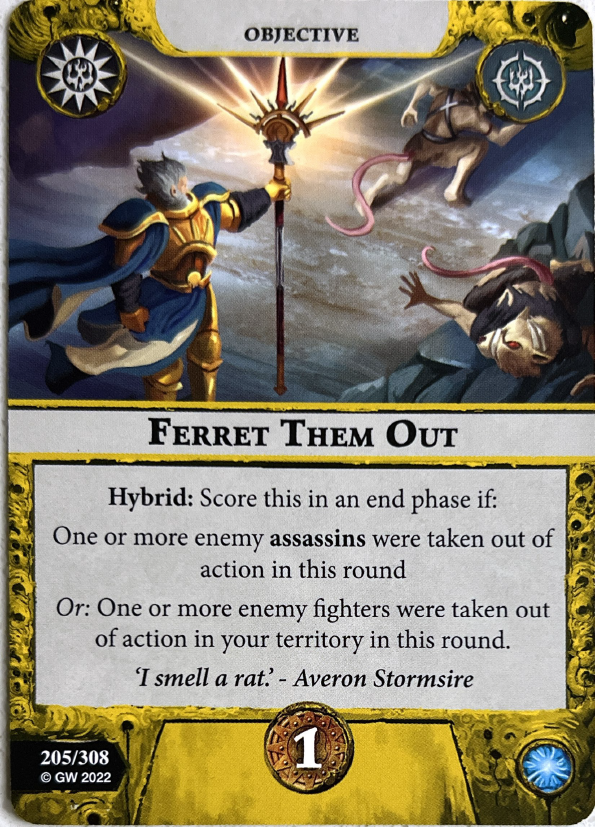 OBJECTIVE
FERRET THEM OUT
Hybrid: Score this in an end phase if:
One or more enemy assassins were taken out of
action in this round
Or: One or more enemy fighters were taken out
of action in your territory in this round.
‘I smell a rat.’ - Averon Stormsire
1
205/308
© GW 2022